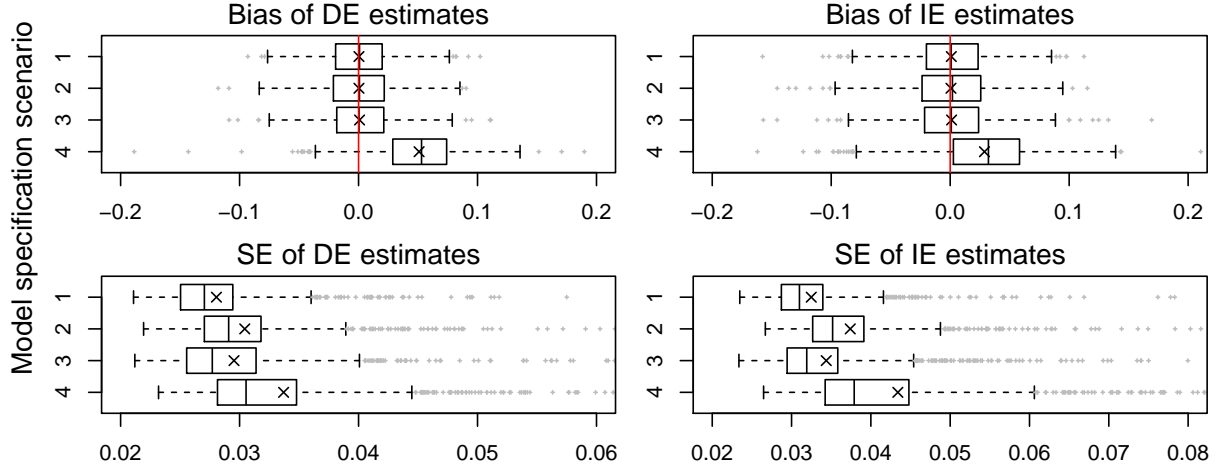 Model specification scenario
Bias of DE estimates
1
2
3
4
−0.2 −0.1 0.0 0.1 0.2
Bias of IE estimates
1
2
3
4
−0.2 −0.1 0.0 0.1 0.2
SE of DE estimates
1
2
3
4
0.02 0.03 0.04 0.05 0.06
SE of IE estimates
1
2
3
4
0.02 0.03 0.04 0.05 0.06 0.07 0.08